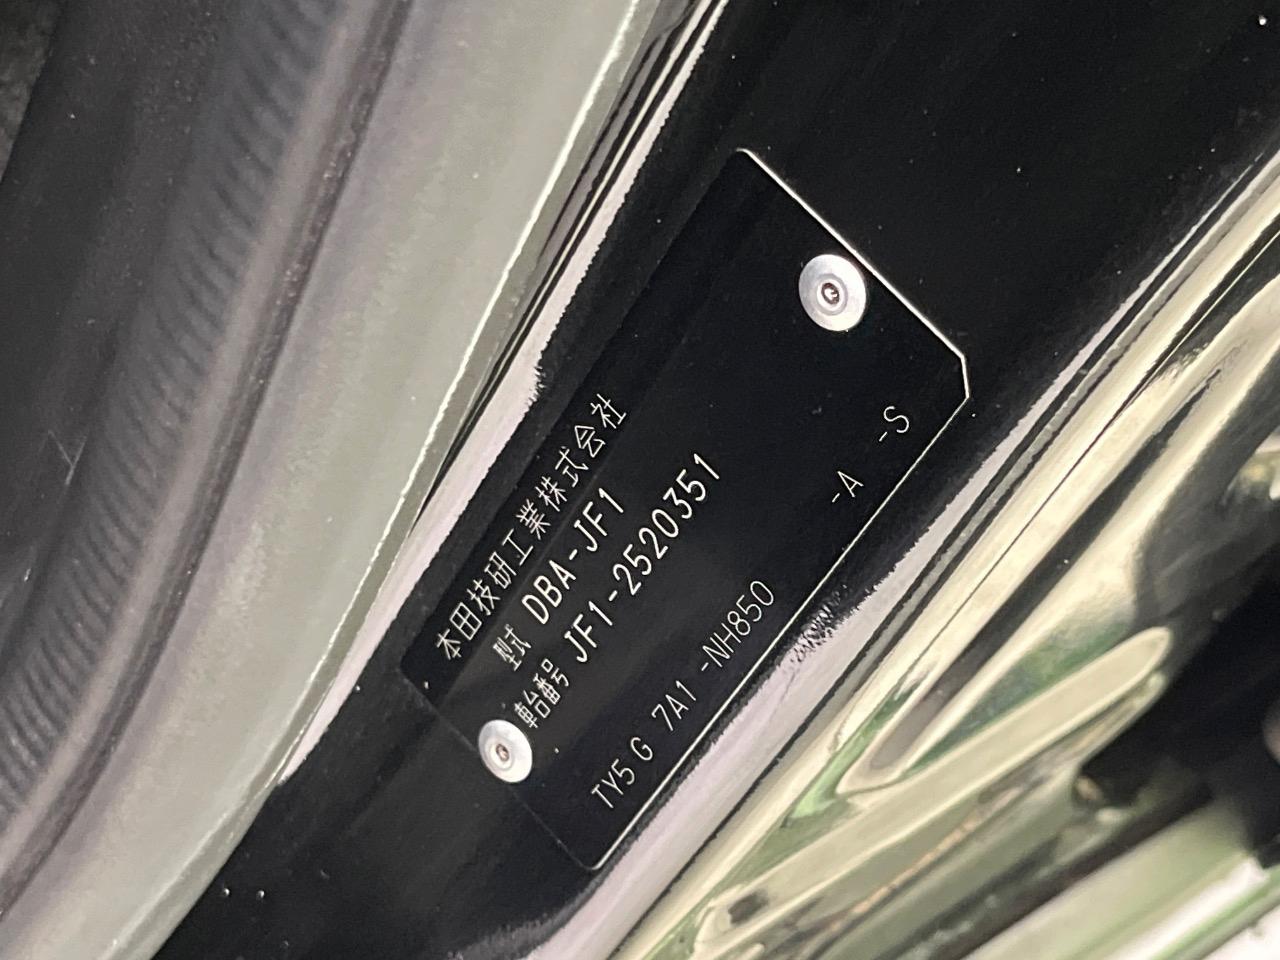 本田技研工業株式会社
型式 DBA-JF1
車台番号 JF1-2520351
-A -S
TY5 G 7A1 -NH850